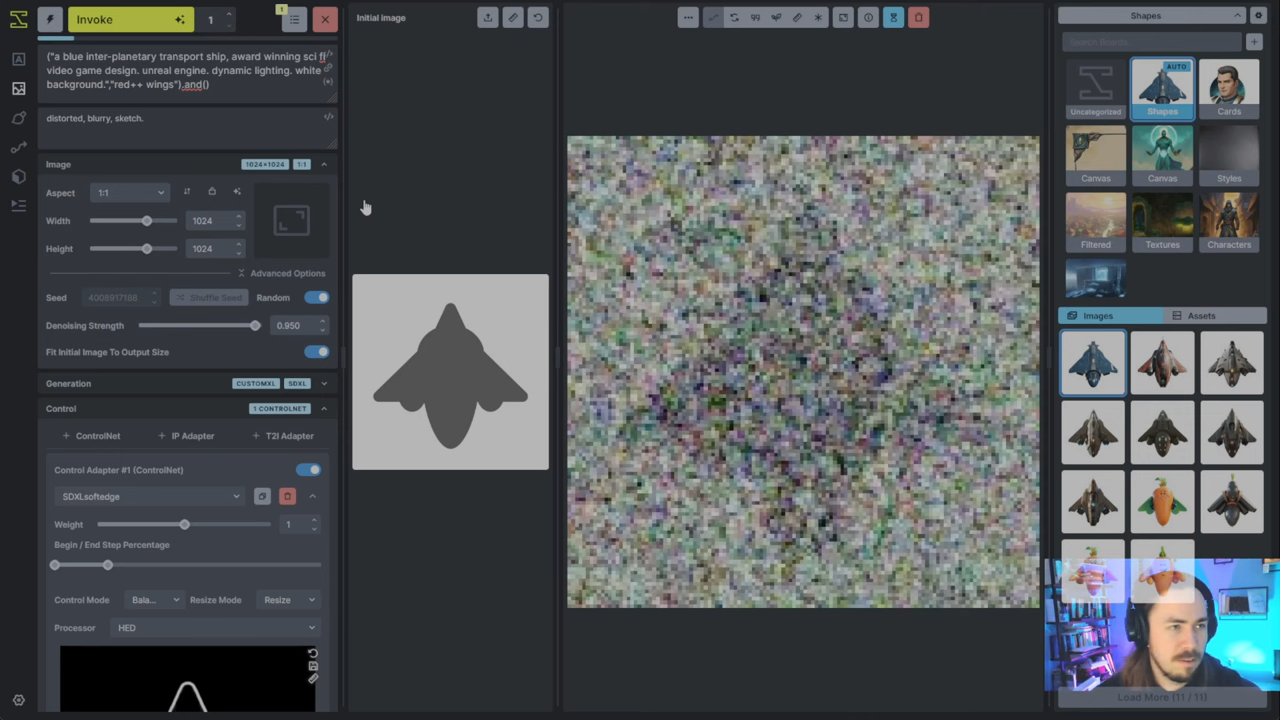 Invoke
1
1
Initial image
Shapes
Search Boards...
("a blue inter-planetary transport ship, award winning sci fi
video game design. unreal engine. dynamic lighting. white
background.","red++ wings").and()
distorted, blurry, sketch.
Image
1024×1024
1:1
Aspect
1:1
Width
1024
Height
1024
Advanced Options
Seed
4008917188
Shuffle Seed
Random
Denoising Strength
0.950
Fit Initial Image To Output Size
Generation
CUSTOMXL
SDXL
Control
1 CONTROLNET
+ ControlNet
+ IP Adapter
+ T2I Adapter
Control Adapter #1 (ControlNet)
SDXLsoftedge
Weight
1
Begin / End Step Percentage
Control Mode
Bala...
Resize Mode
Resize
Processor
HED
AUTO
Uncategorized
Shapes
Cards
Canvas
Canvas
Styles
Filtered
Textures
Characters
Images
Assets
Load More (11 / 11)